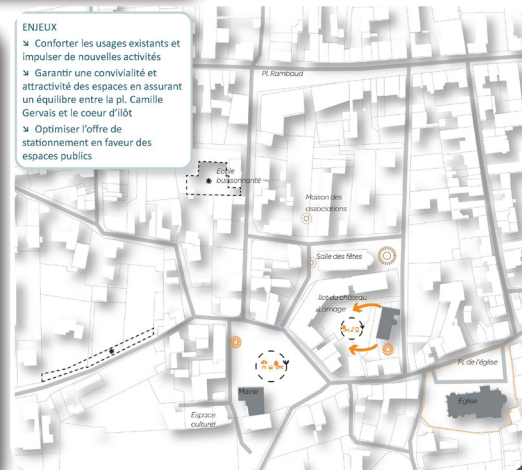 ENJEUX
↘ Conforter les usages existants et
impulser de nouvelles activités
↘ Garantir une convivialité et
attractivité des espaces en assurant
un équilibre entre la pl. Camille
Gervais et le coeur d'ilôt
↘ Optimiser l'offre de
stationnement en faveur des
espaces publics
Pl. Rambaud
Ecole
buissonnante
Maison des
associations
Salle des fêtes
Ilot du château
Larnage
Pl. de l'église
Eglise
Mairie
Espace
culturel